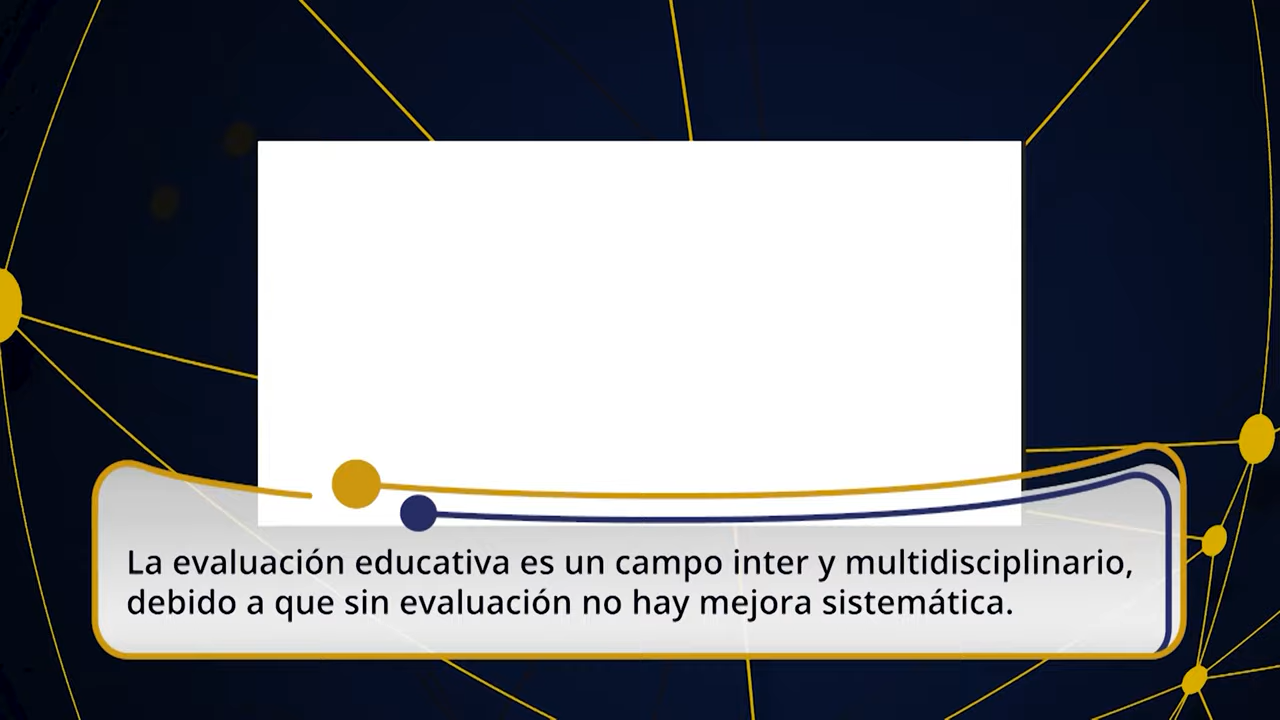 La evaluación educativa es un campo inter y multidisciplinario,
debido a que sin evaluación no hay mejora sistemática.